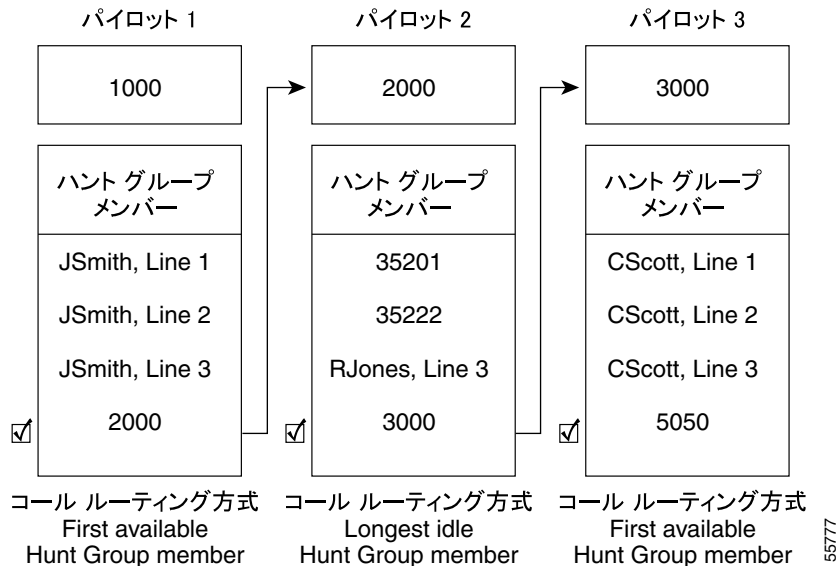 パイロット 1
1000
ハント グループ
メンバー
JSmith, Line 1
JSmith, Line 2
JSmith, Line 3
2000
コール ルーティング方式
First available
Hunt Group member
パイロット 2
2000
ハント グループ
メンバー
35201
35222
RJones, Line 3
3000
コール ルーティング方式
Longest idle
Hunt Group member
パイロット 3
3000
ハント グループ
メンバー
CScott, Line 1
CScott, Line 2
CScott, Line 3
5050
コール ルーティング方式
First available
Hunt Group member
55777